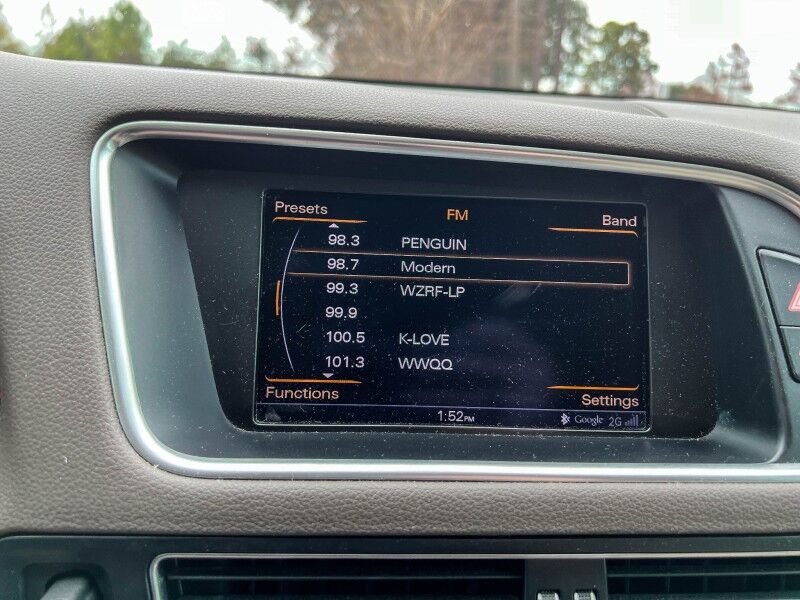 Presets FM Band
98.3 PENGUIN
98.7 Modern
99.3 WZRF-LP
99.9
100.5 K-LOVE
101.3 WWQQ
Functions Settings
1:52PM Google 2G